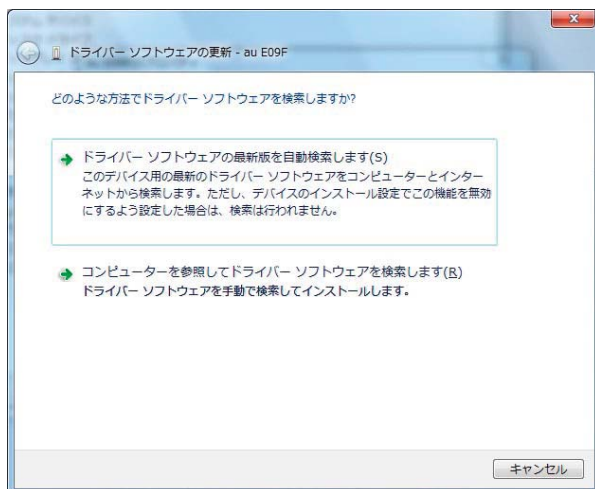 ドライバー ソフトウェアの更新 - au E09F
どのような方法でドライバー ソフトウェアを検索しますか?
ドライバー ソフトウェアの最新版を自動検索します(S)
このデバイス用の最新のドライバー ソフトウェアをコンピューターとインター
ネットから検索します。ただし、デバイスのインストール設定でこの機能を無効
にするよう設定した場合は、検索は行われません。
コンピューターを参照してドライバー ソフトウェアを検索します(R)
ドライバー ソフトウェアを手動で検索してインストールします。
キャンセル